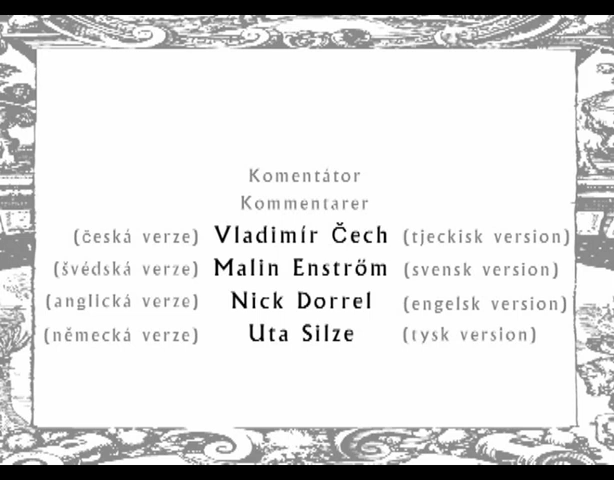 Komentátor
Kommentarer
(česká verze) Vladimír Čech (tjeckisk version)
(švédská verze) Malin Enström (svensk version)
(anglická verze) Nick Dorrel (engelsk version)
(německá verze) Uta Silze (tysk version)